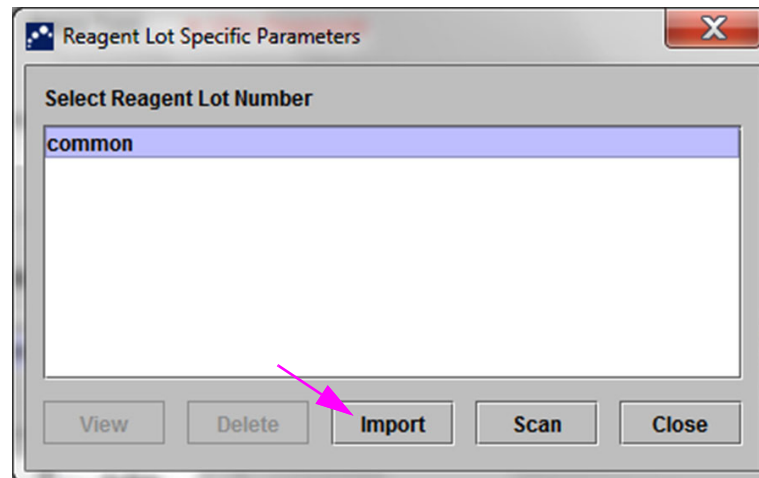 Reagent Lot Specific Parameters
X
Select Reagent Lot Number
common
View Delete Import Scan Close